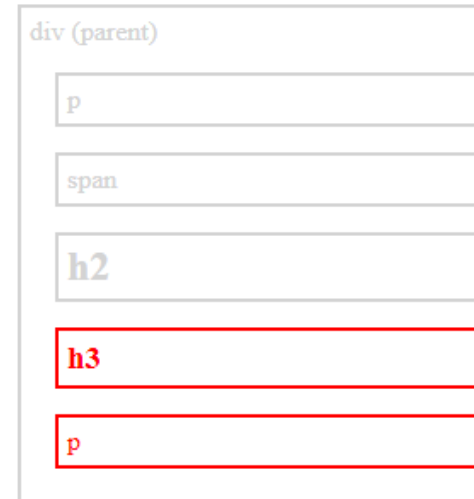 div (parent)
p
span
h2
h3
p